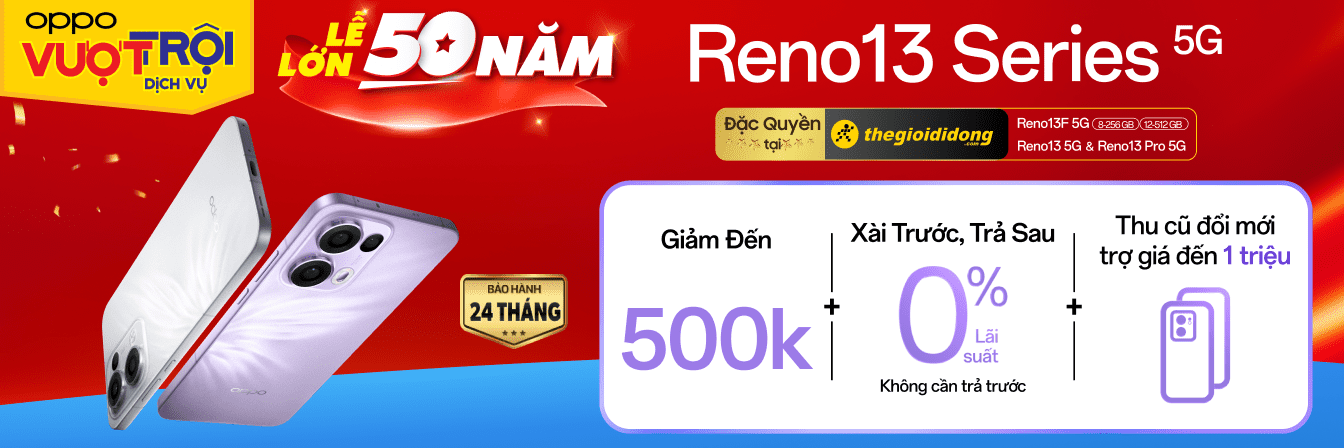 oppo
VƯỢT TRỘI
DỊCH VỤ
LỄ
LỚN 50 NĂM
Reno13 Series 5G
Đặc Quyền
tại
thegioididong
.com
Reno13F 5G 8-256 GB 12-512 GB
Reno13 5G & Reno13 Pro 5G
BẢO HÀNH
24 THÁNG
oppo
Giảm Đến
500k
+
Xài Trước, Trả Sau
0%
Lãi
suất
Không cần trả trước
+
Thu cũ đổi mới
trợ giá đến 1 triệu